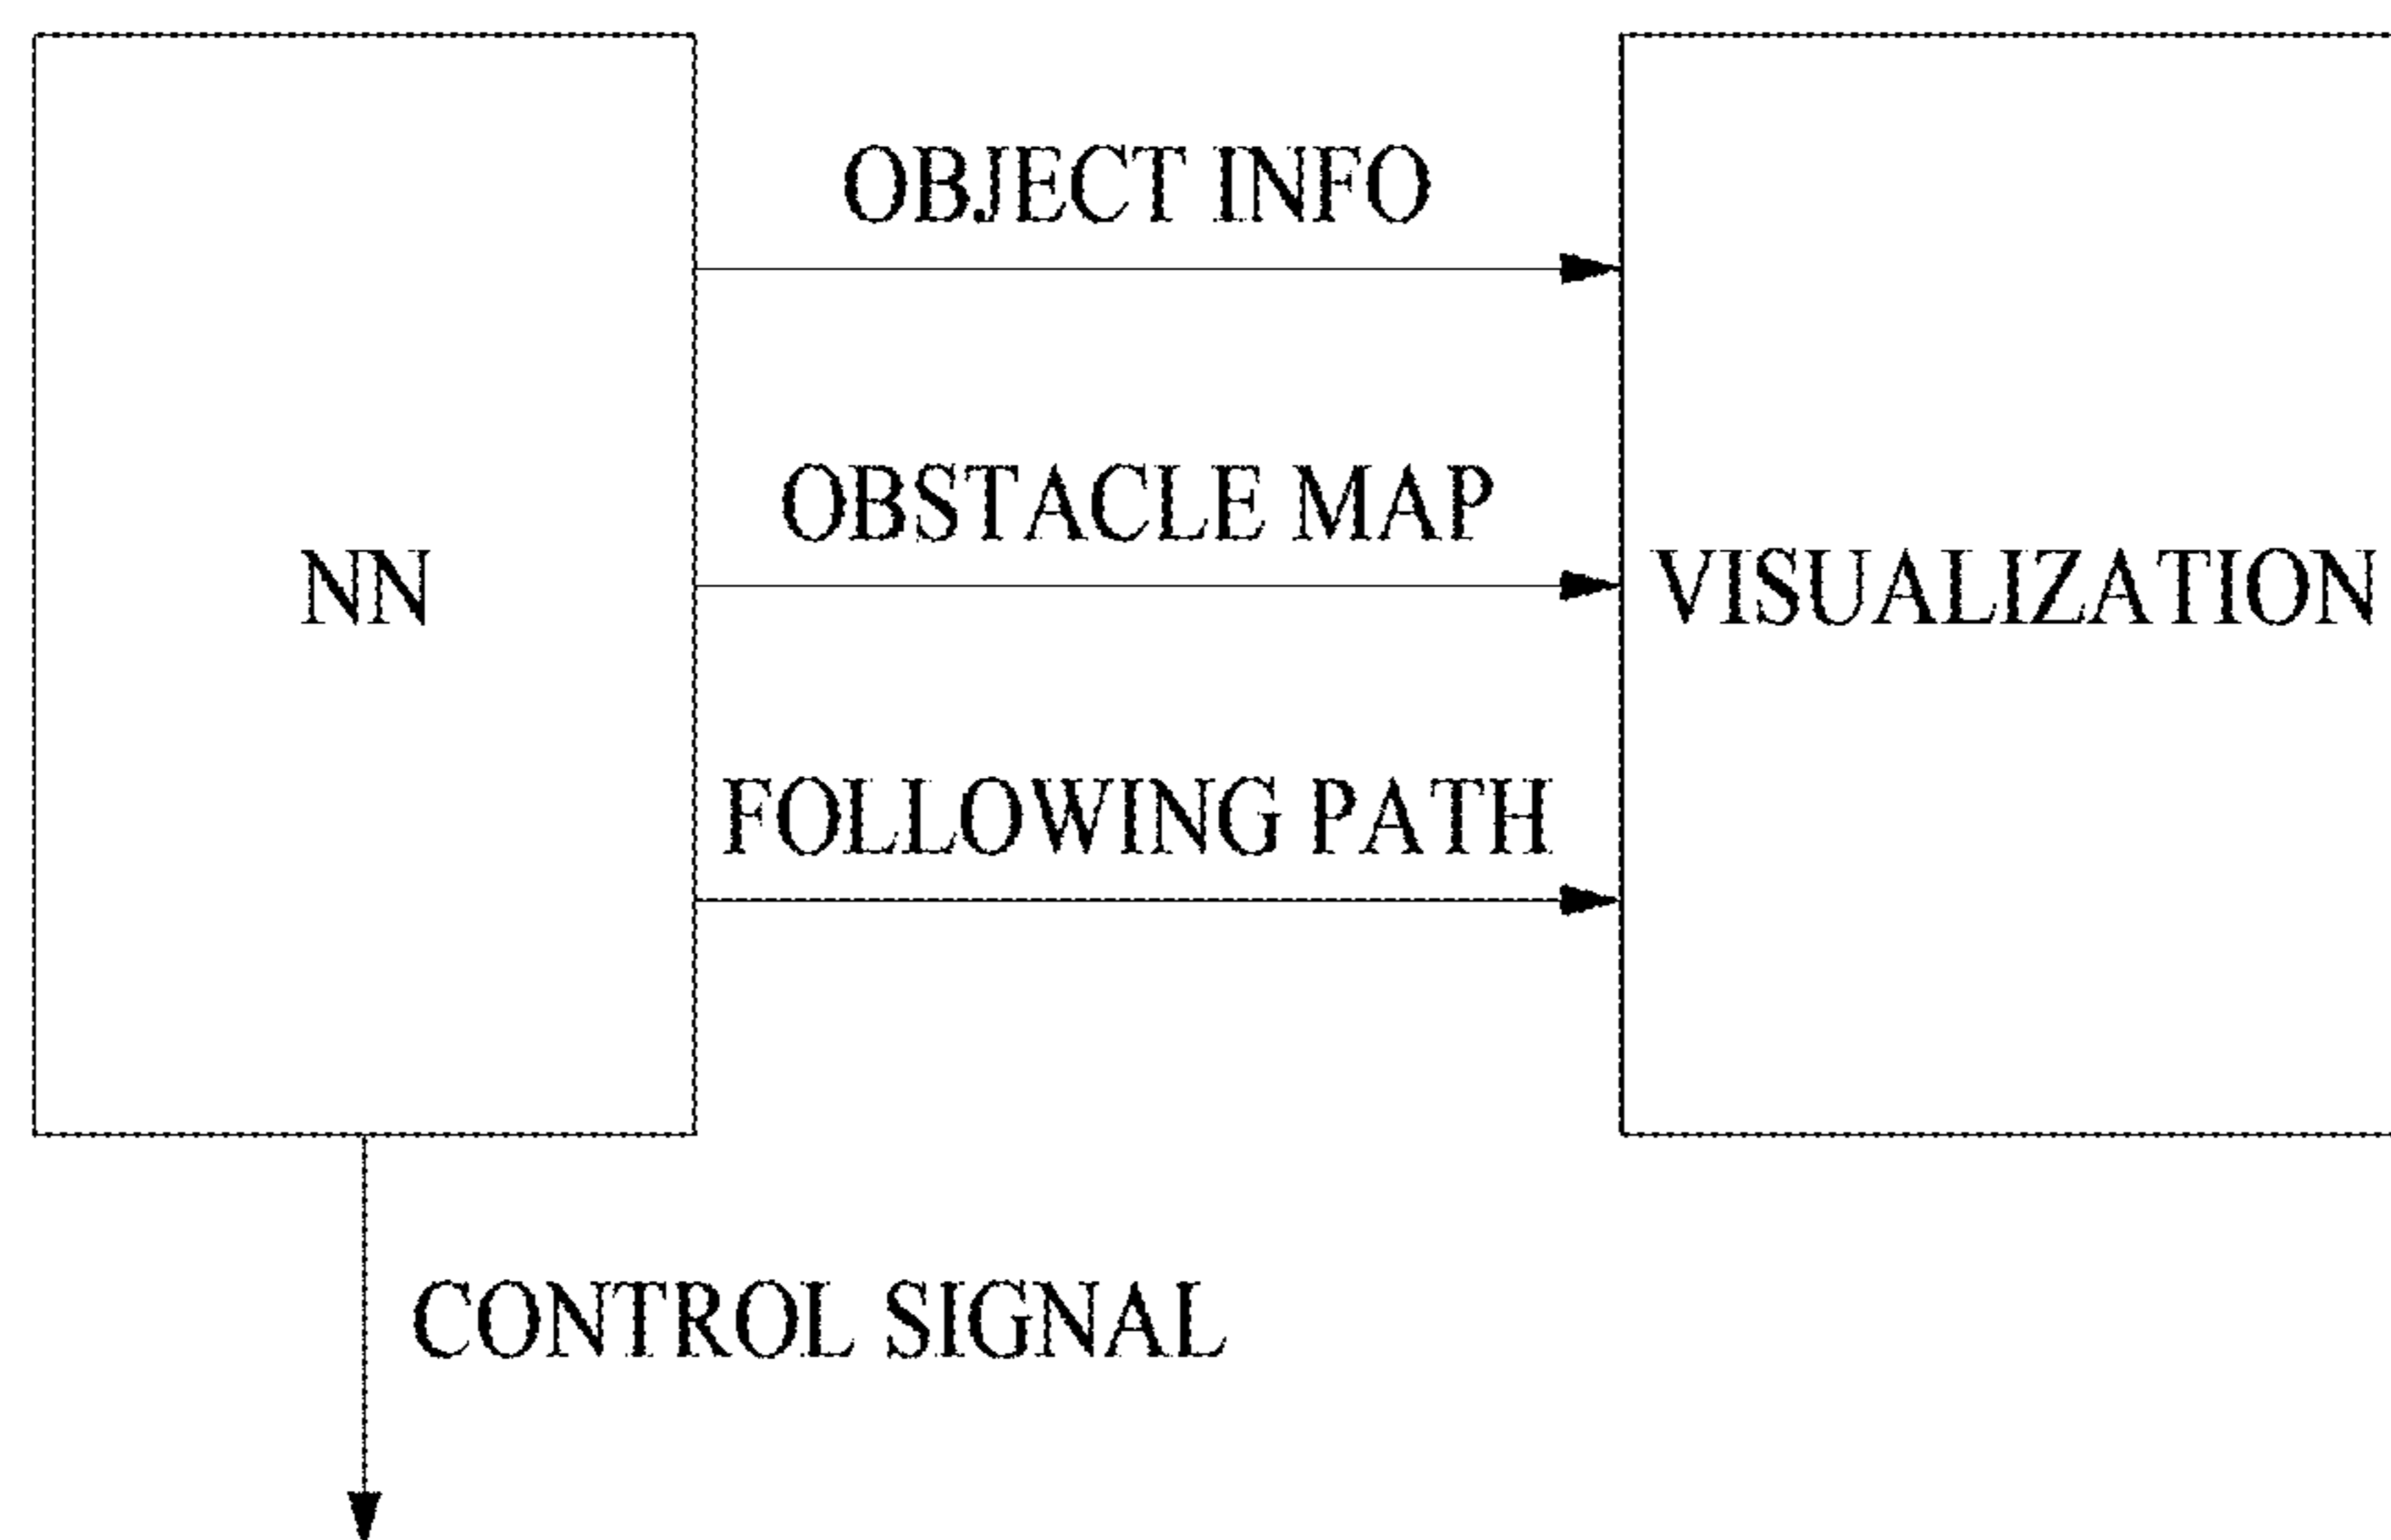 OBJECT INFO
OBSTACLE MAP
NN
VISUALIZATION
FOLLOWING PATH
CONTROL SIGNAL